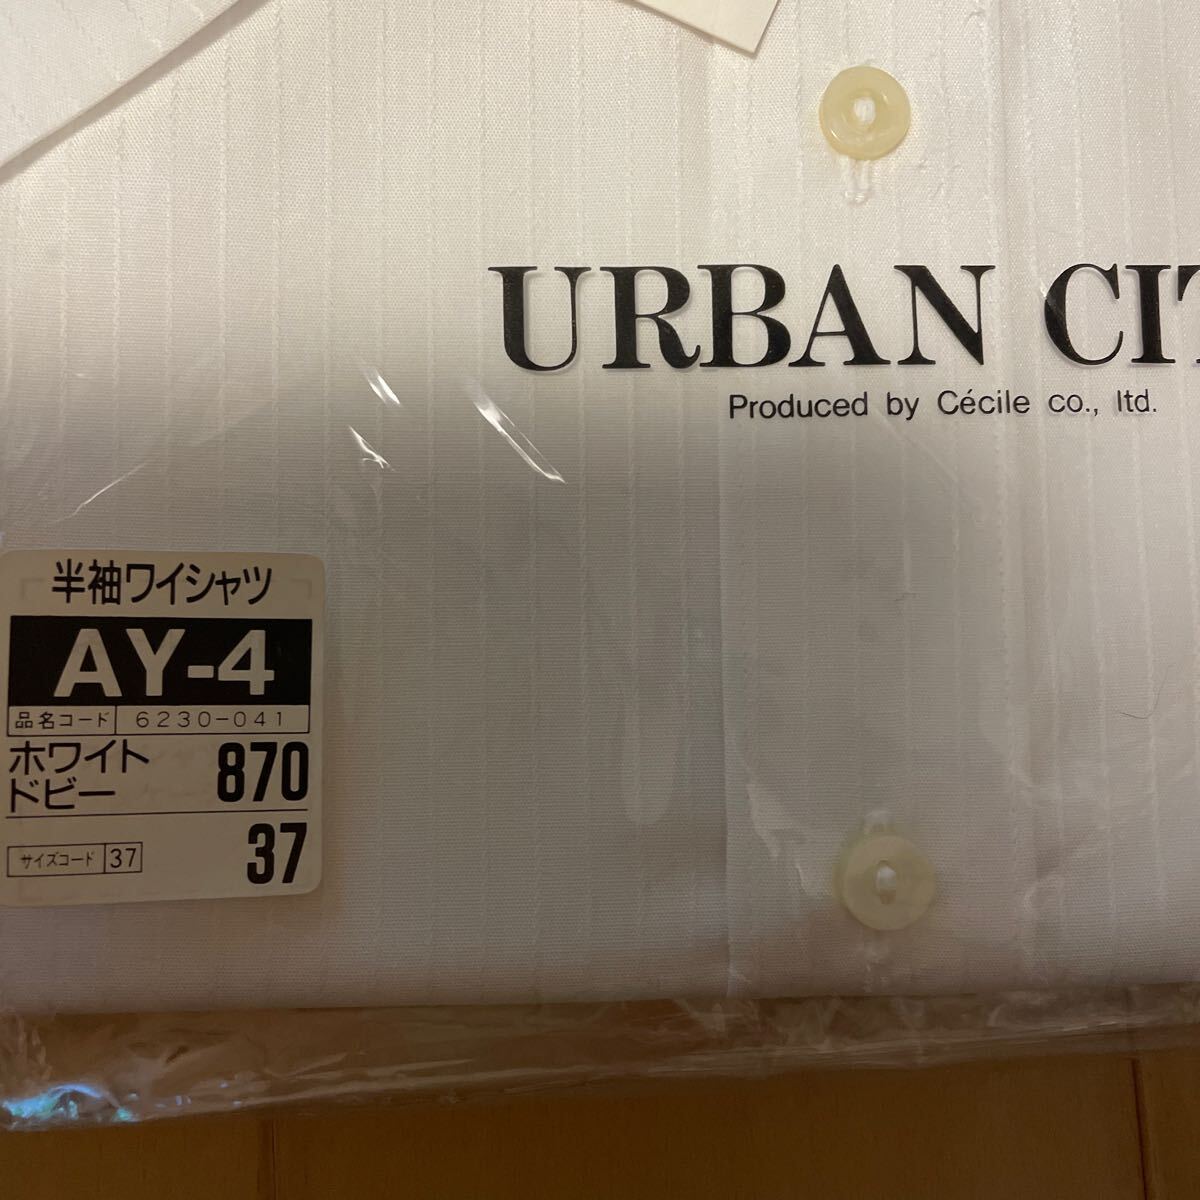 URBAN CIT
Produced by Cécile co., ltd.
半袖ワイシャツ
AY-4
品名コード 6230-041
ホワイト
ドビー 870
37
サイズコード 37